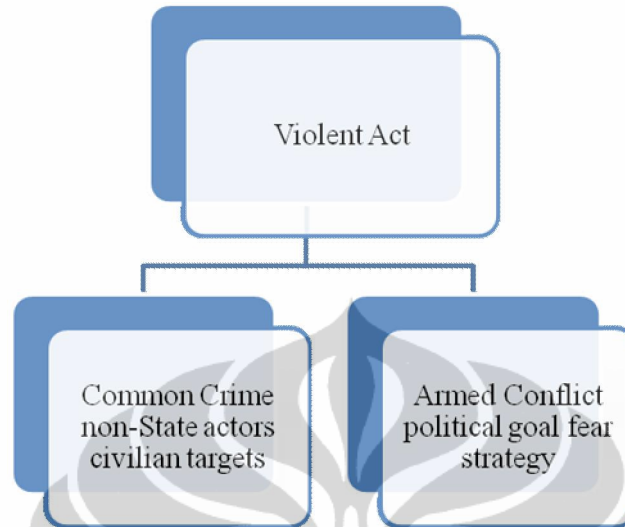 Violent Act
Common Crime
non-State actors
civilian targets
Armed Conflict
political goal fear
strategy